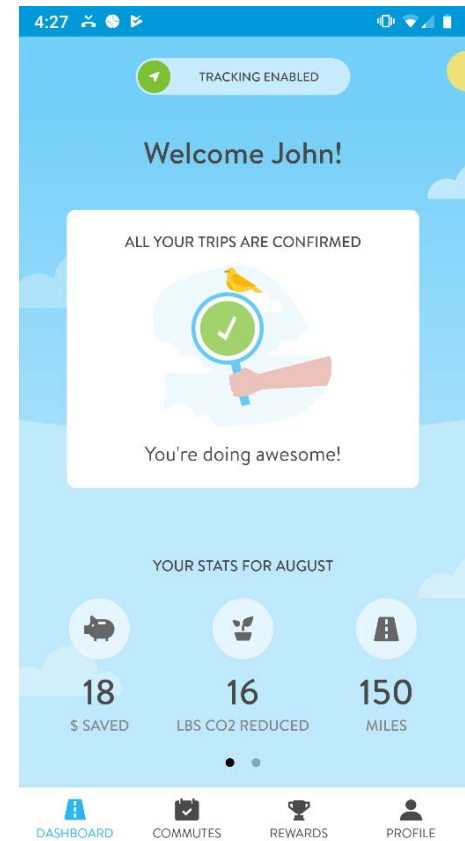 4:27
TRACKING ENABLED
Welcome John!
ALL YOUR TRIPS ARE CONFIRMED
You're doing awesome!
YOUR STATS FOR AUGUST
18 16 150
$ SAVED LBS CO2 REDUCED MILES
DASHBOARD COMMUTES REWARDS PROFILE